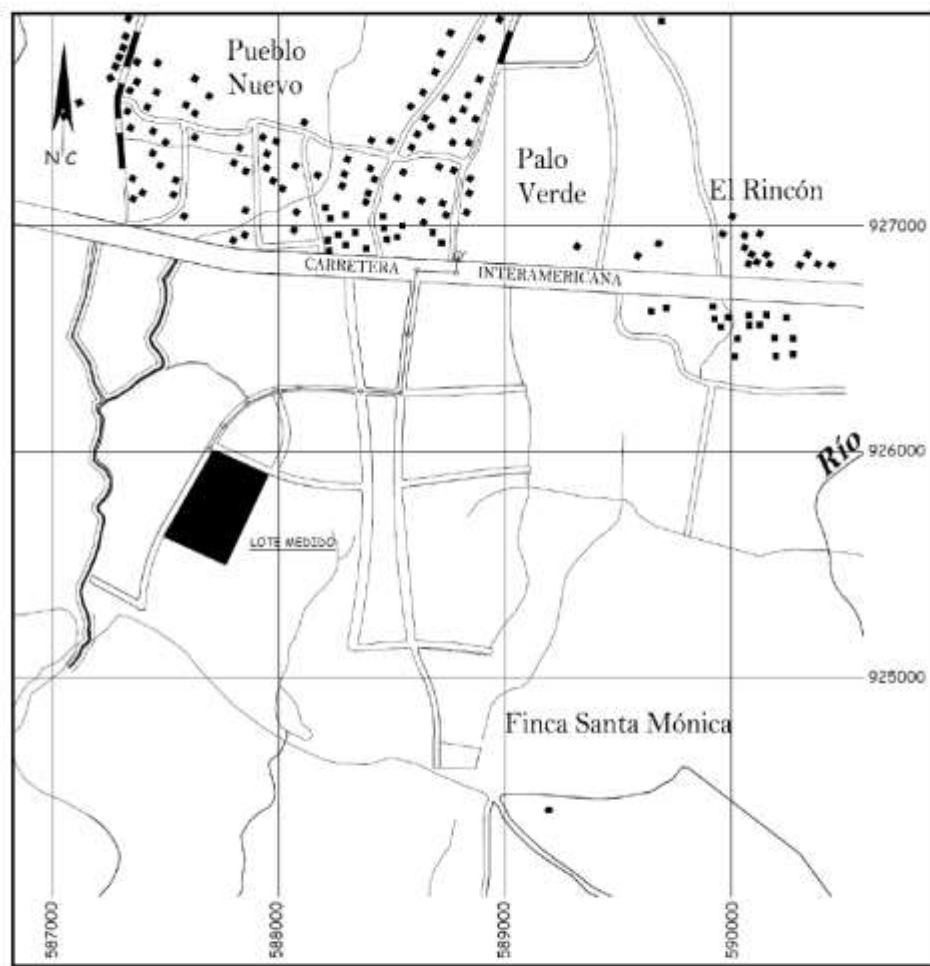 Pueblo
Nuevo
N C
Palo
Verde
El Rincón
927000
CARRETERA INTERAMERICANA
926000
Río
LOTE MEDIDO
925000
Finca Santa Mónica
587000
588000
589000
590000